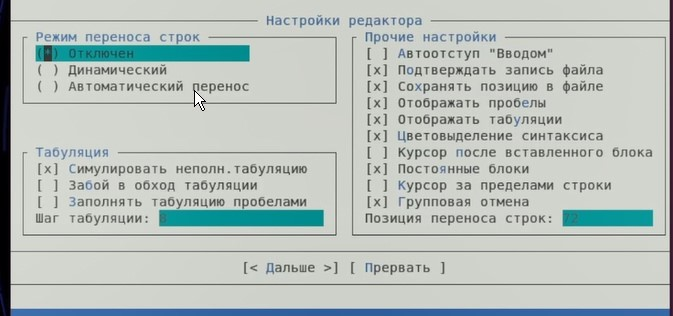 Настройки редактора
Режим переноса строк
(*) Отключен
( ) Динамический
( ) Автоматический перенос
Табуляция
[x] Симулировать неполн.табуляцию
[ ] Забой в обход табуляции
[ ] Заполнять табуляцию пробелами
Шаг табуляции: 8
Прочие настройки
[ ] Автоотступ "Вводом"
[x] Подтверждать запись файла
[x] Сохранять позицию в файле
[x] Отображать пробелы
[x] Отображать табуляции
[x] Цветовыделение синтаксиса
[ ] Курсор после вставленного блока
[x] Постоянные блоки
[ ] Курсор за пределами строки
[x] Групповая отмена
Позиция переноса строк: 72
[< Дальше >] [ Прервать ]